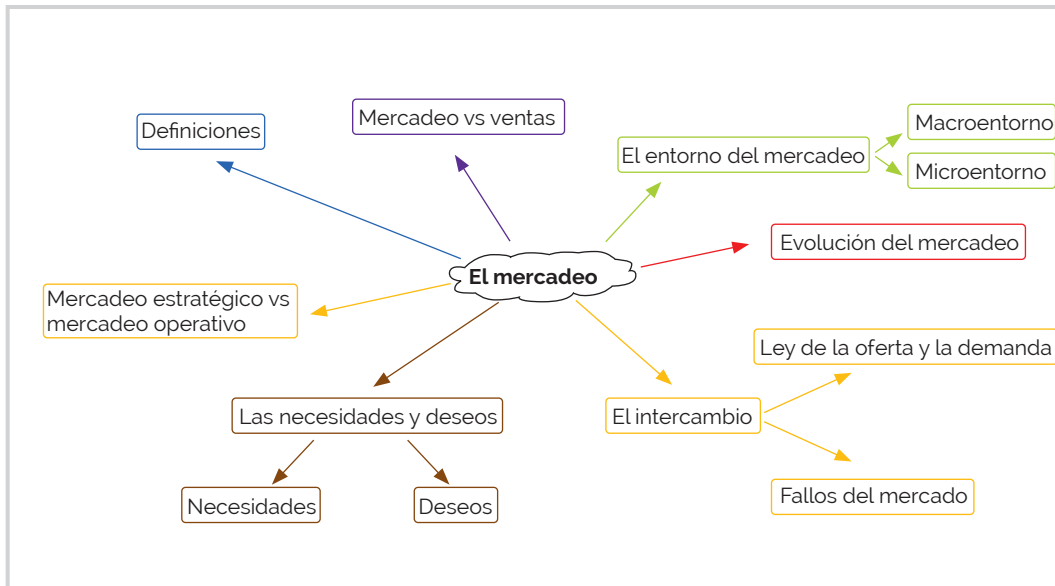 Mercadeo vs ventas
Definiciones
Macroentorno
El entorno del mercadeo
Microentorno
Evolución del mercadeo
El mercadeo
Mercadeo estratégico vs
mercadeo operativo
Ley de la oferta y la demanda
Las necesidades y deseos
El intercambio
Necesidades
Deseos
Fallos del mercado